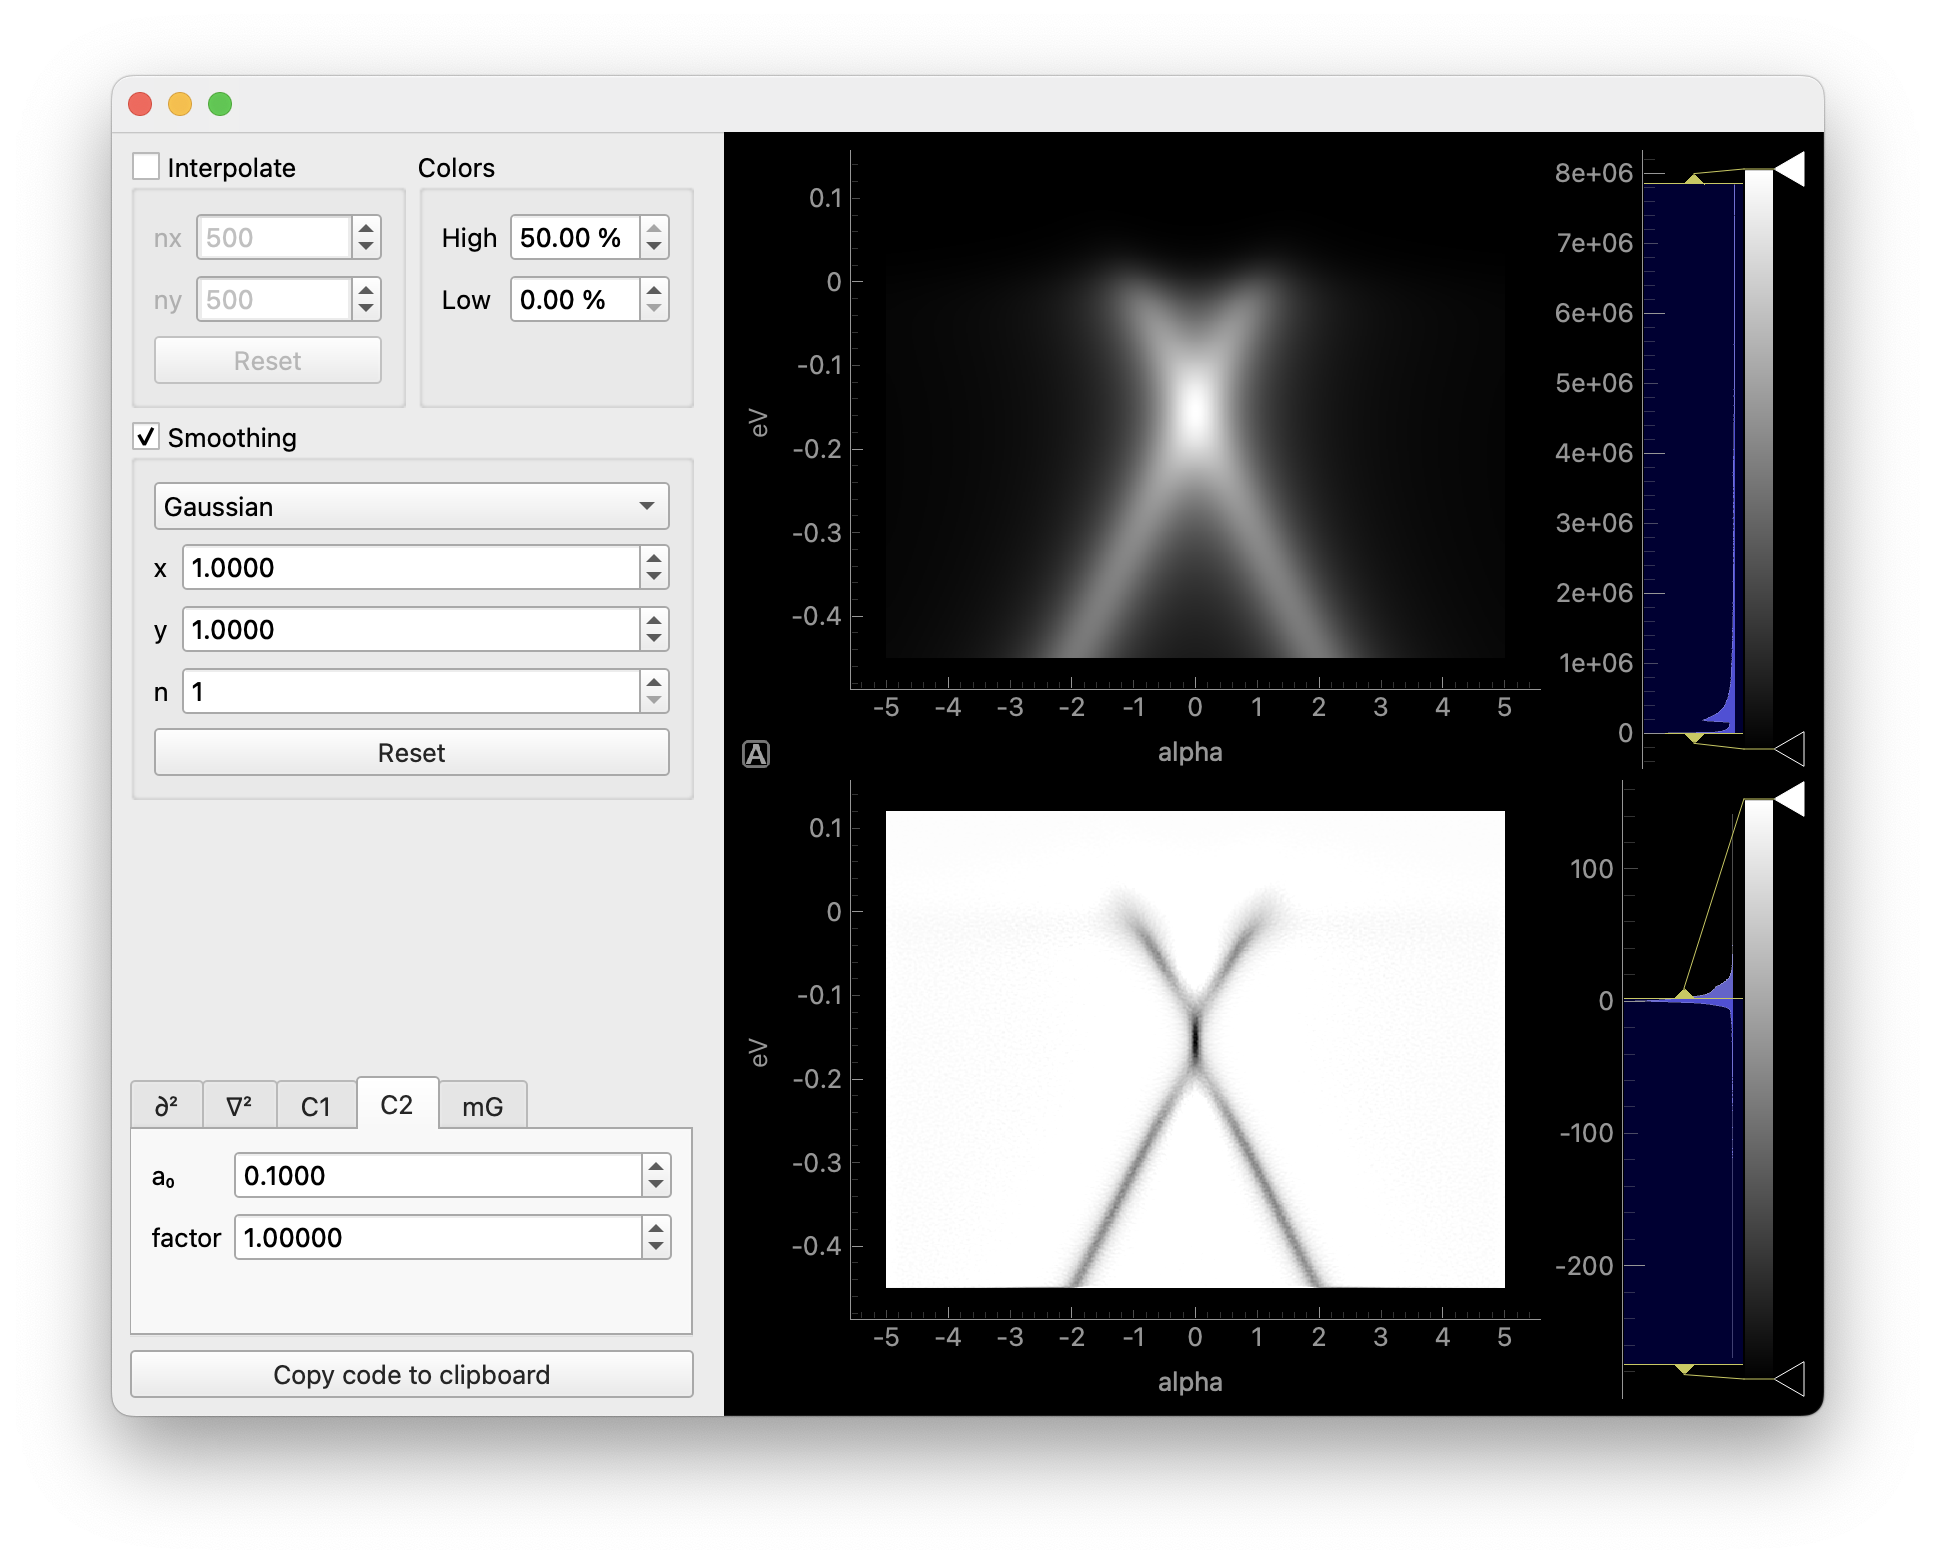 Interpolate
Colors
nx 500
High 50.00 %
ny 500
Low 0.00 %
Reset
Smoothing
Gaussian
x 1.0000
y 1.0000
n 1
Reset
∂² ∇² C1 C2 mG
a₀ 0.1000
factor 1.00000
Copy code to clipboard
0.1
0
-0.1
-0.2
-0.3
-0.4
eV
-5 -4 -3 -2 -1 0 1 2 3 4 5
alpha
8e+06
7e+06
6e+06
5e+06
4e+06
3e+06
2e+06
1e+06
0
A
0.1
0
-0.1
-0.2
-0.3
-0.4
eV
-5 -4 -3 -2 -1 0 1 2 3 4 5
alpha
100
0
-100
-200